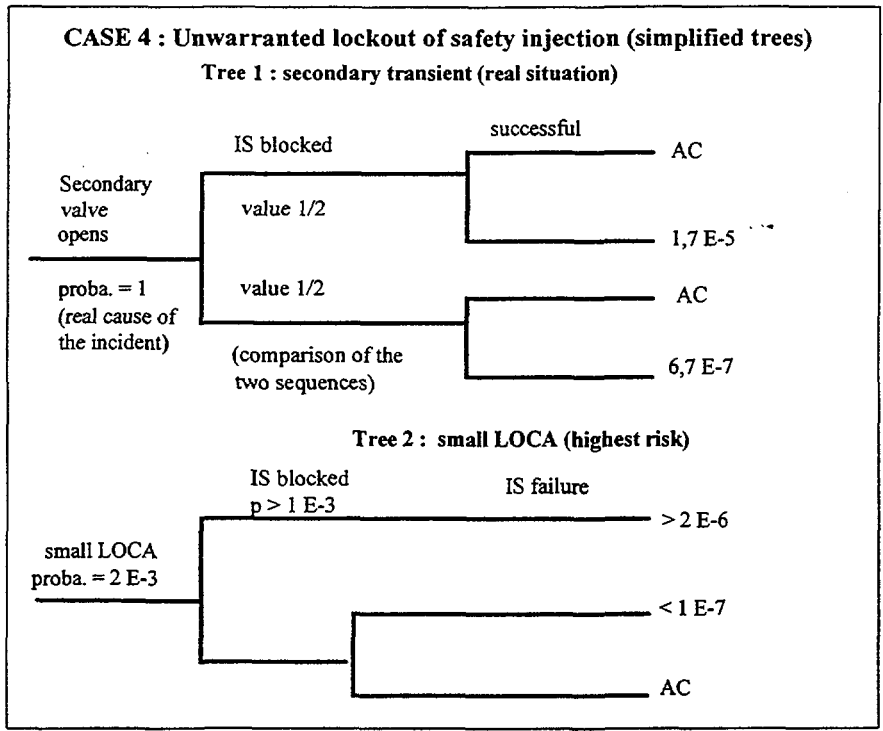 CASE 4 : Unwarranted lockout of safety injection (simplified trees)
Tree 1 : secondary transient (real situation)
successful
IS blocked
AC
Secondary
valve
opens
value 1/2
1,7 E-5
proba. = 1
(real cause of
the incident)
value 1/2
AC
(comparison of the
two sequences)
6,7 E-7
Tree 2 : small LOCA (highest risk)
IS blocked
p > 1 E-3
IS failure
> 2 E-6
small LOCA
proba. = 2 E-3
< 1 E-7
AC